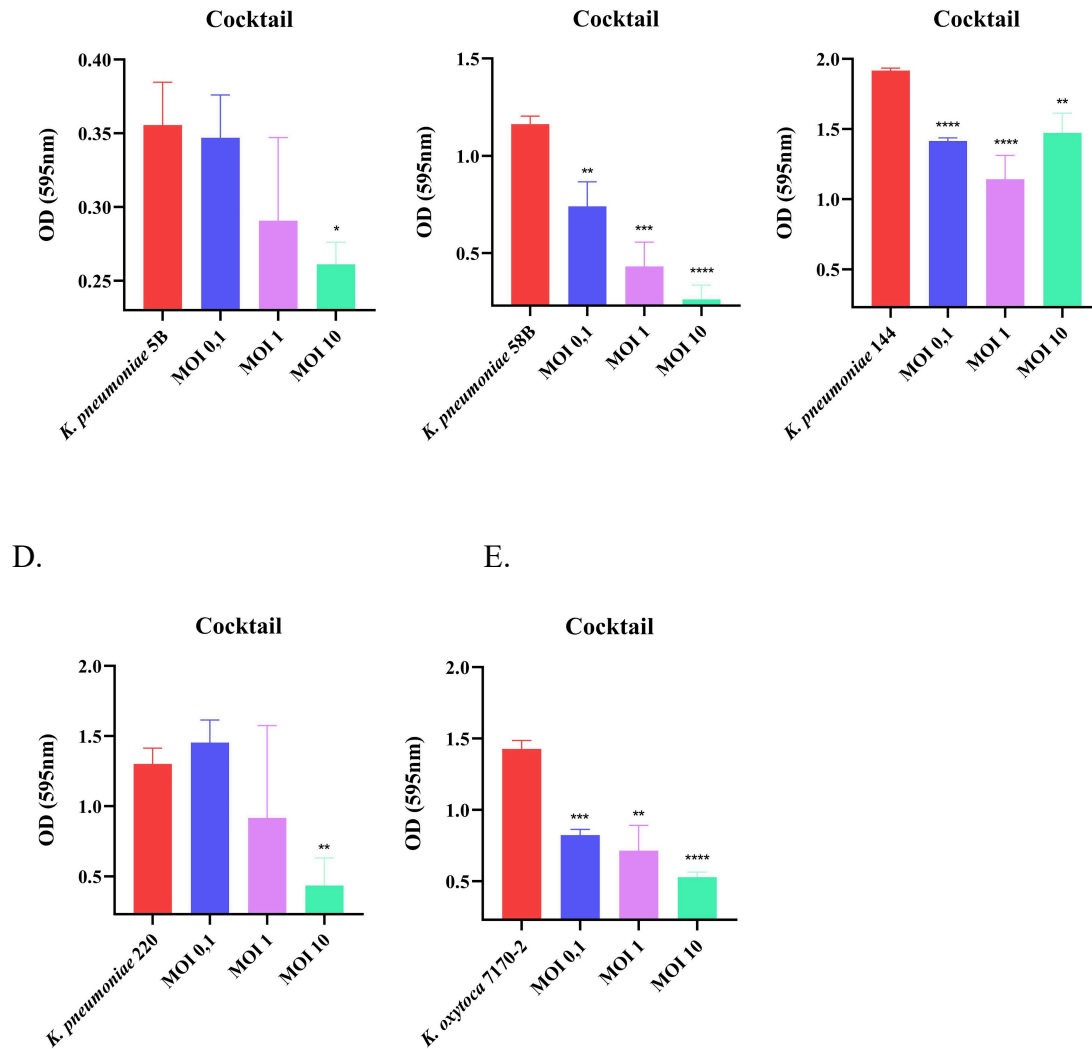 Cocktail
OD (595nm)
0.40
0.35
0.30
0.25
*
K. pneumoniae 5B
MOI 0,1
MOI 1
MOI 10
Cocktail
OD (595nm)
1.5
1.0
0.5
**
***
****
K. pneumoniae 58B
MOI 0,1
MOI 1
MOI 10
Cocktail
OD (595nm)
2.0
1.5
1.0
0.5
****
****
**
K. pneumoniae 144
MOI 0,1
MOI 1
MOI 10
D.
Cocktail
OD (595nm)
2.0
1.5
1.0
0.5
**
K. pneumoniae 220
MOI 0,1
MOI 1
MOI 10
E.
Cocktail
OD (595nm)
2.0
1.5
1.0
0.5
***
**
****
K. oxytoca 7170-2
MOI 0,1
MOI 1
MOI 10